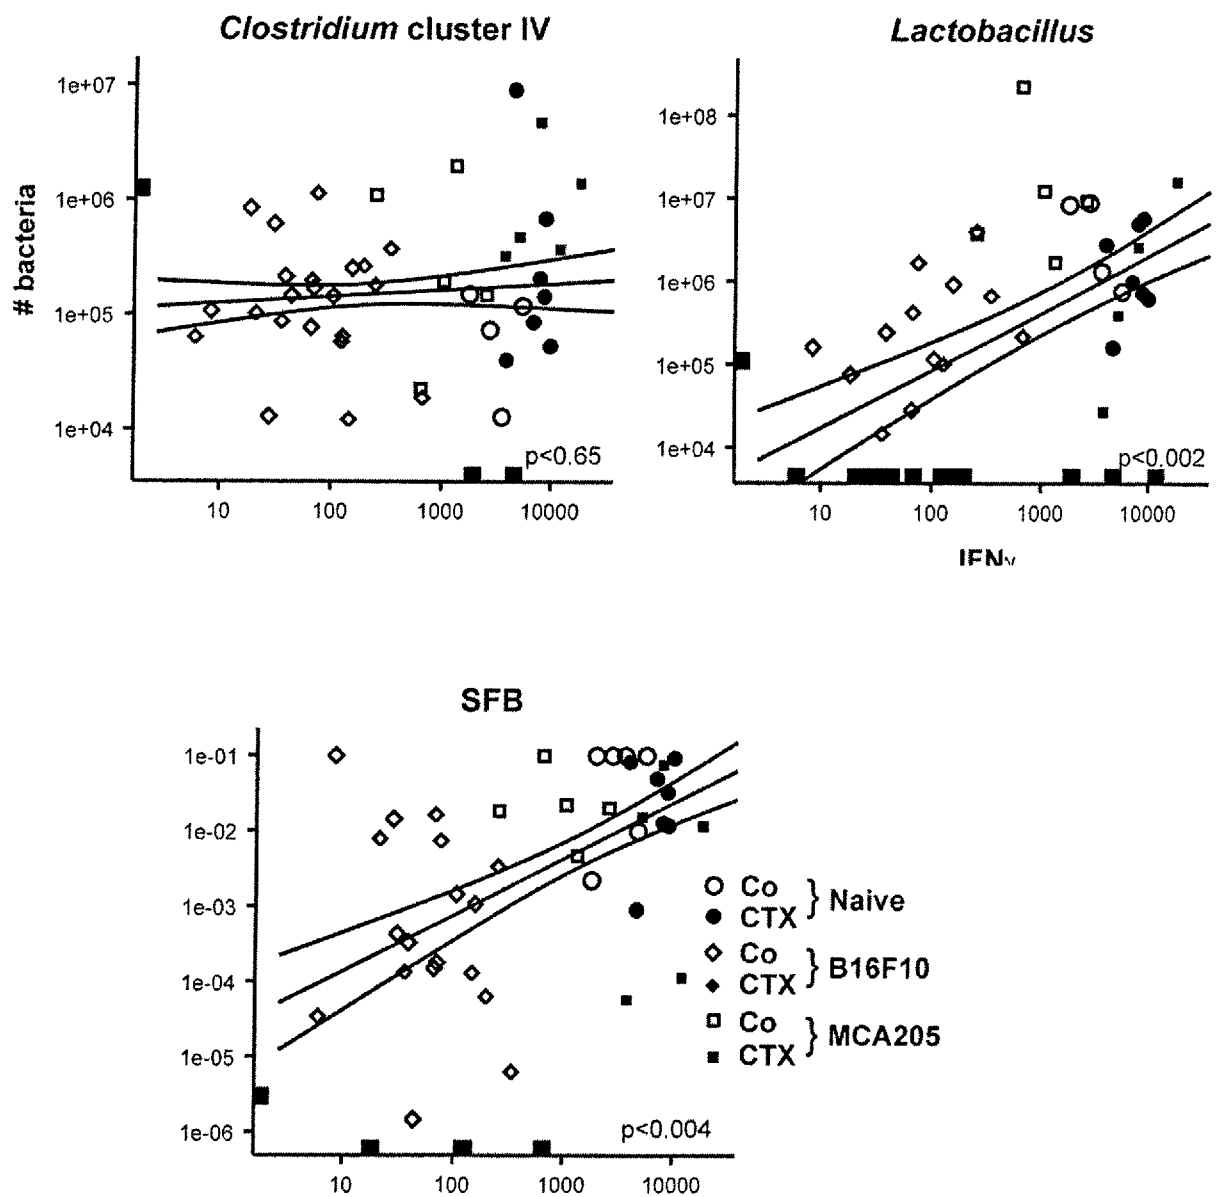 Clostridium cluster IV
Lactobacillus
# bacteria
1e+07
1e+06
1e+05
1e+04
p<0.65
10 100 1000 10000
1e+08
1e+07
1e+06
1e+05
1e+04
p<0.002
10 100 1000 10000
IFNγ
SFB
1e-01
1e-02
1e-03
1e-04
1e-05
1e-06
p<0.004
10 100 1000 10000
Co
CTX
} Naive
Co
CTX
} B16F10
Co
CTX
} MCA205